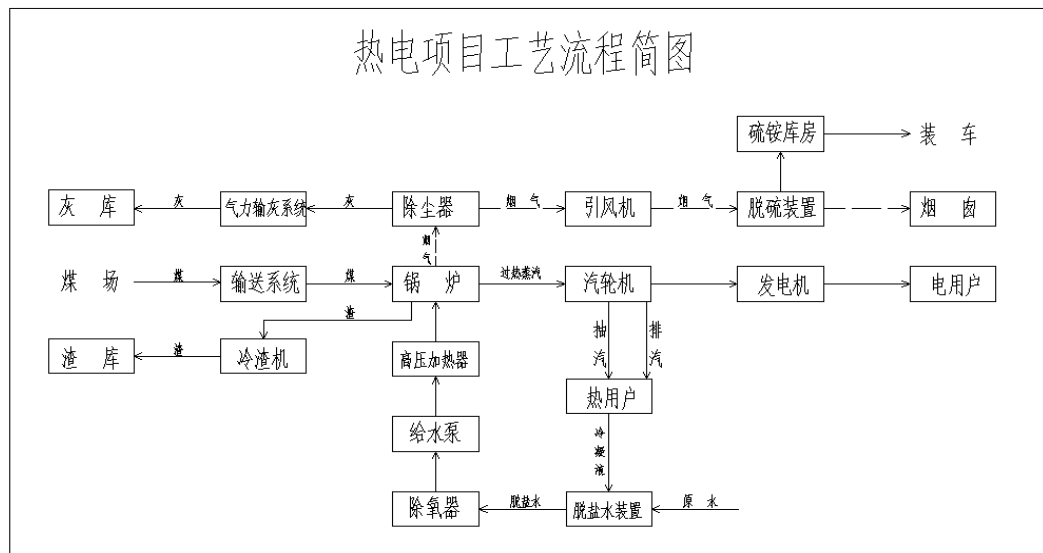 热电项目工艺流程简图
硫铵库房 装 车
灰 库 灰 气力输灰系统 灰 除尘器 烟 气 引风机 烟 气 脱硫装置 烟 囱
烟气
煤 场 煤 输送系统 煤 锅 炉 过热蒸汽 汽轮机 发电机 电用户
渣
抽汽 排汽
渣 库 渣 冷渣机 高压加热器
热用户
给水泵 冷凝液
除氧器 脱盐水 脱盐水装置 原 水